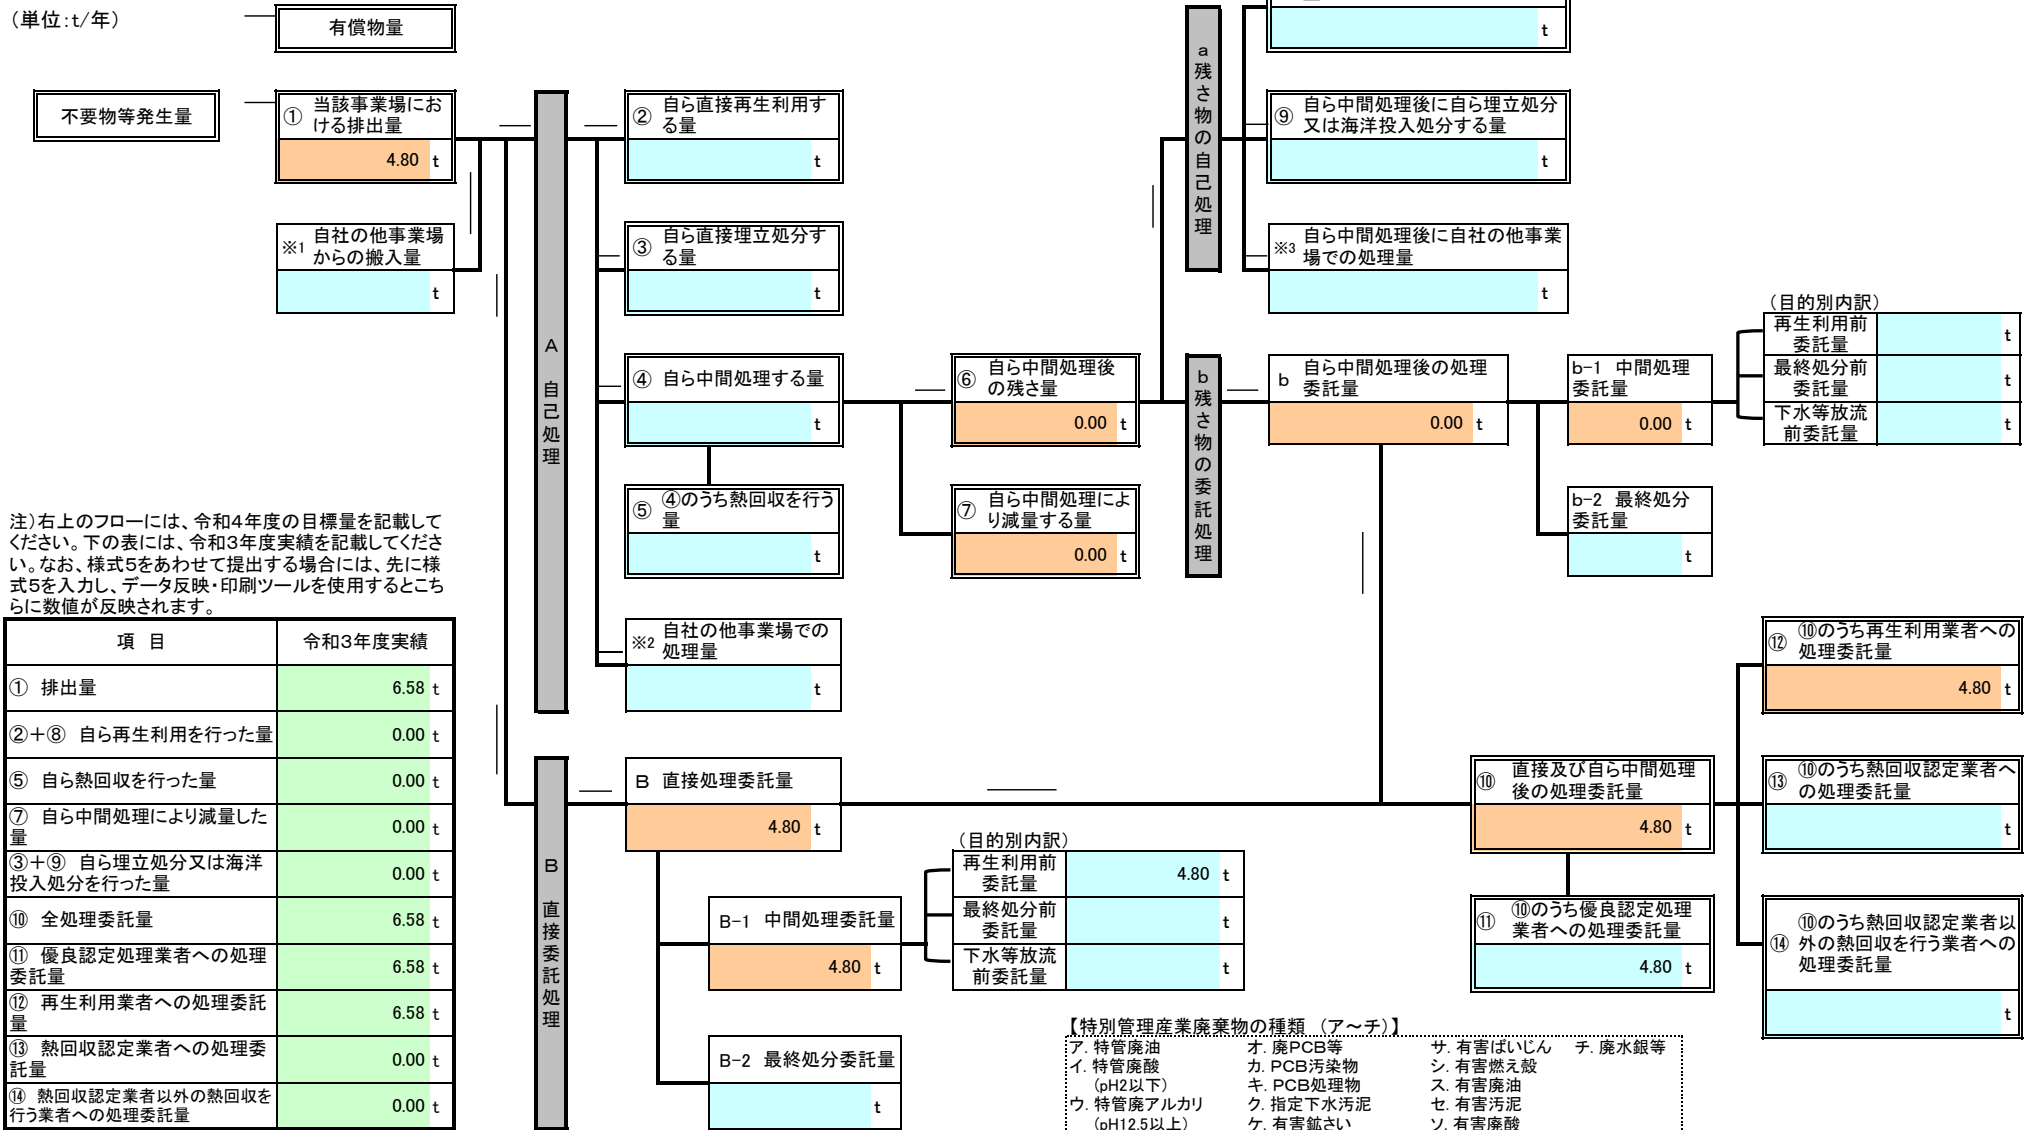 （単位：t/年）
有償物量
不要物等発生量
① 当該事業場にお
ける排出量
4.80 t
※1 自社の他事業場
からの搬入量
t
A 自己処理
② 自ら直接再生利用す
る量
t
③ 自ら直接埋立処分す
る量
t
④ 自ら中間処理する量
t
⑤ ④のうち熱回収を行う
量
t
※2 自社の他事業場での
処理量
t
⑥ 自ら中間処理後
の残さ量
0.00 t
⑦ 自ら中間処理によ
り減量する量
0.00 t
a 残さ物の自己処理
t
⑨ 自ら中間処理後に自ら埋立処分
又は海洋投入処分する量
t
※3 自ら中間処理後に自社の他事業
場での処理量
t
b 残さ物の委託処理
b 自ら中間処理後の処理
委託量
0.00 t
b-1 中間処理
委託量
0.00 t
b-2 最終処分
委託量
t
（目的別内訳）
再生利用前
委託量
t
最終処分前
委託量
t
下水等放流
前委託量
t
注）右上のフローには、令和4年度の目標量を記載して
ください。下の表には、令和3年度実績を記載してくださ
い。なお、様式5をあわせて提出する場合には、先に様
式5を入力し、データ反映・印刷ツールを使用するとこち
らに数値が反映されます。
項 目 令和3年度実績
① 排出量 6.58 t
②＋⑧ 自ら再生利用を行った量 0.00 t
⑤ 自ら熱回収を行った量 0.00 t
⑦ 自ら中間処理により減量した
量 0.00 t
③＋⑨ 自ら埋立処分又は海洋
投入処分を行った量 0.00 t
⑩ 全処理委託量 6.58 t
⑪ 優良認定処理業者への処理
委託量 6.58 t
⑫ 再生利用業者への処理委託
量 6.58 t
⑬ 熱回収認定業者への処理委
託量 0.00 t
⑭ 熱回収認定業者以外の熱回収を
行う業者への処理委託量 0.00 t
B 直接委託処理
B 直接処理委託量
4.80 t
B-1 中間処理委託量
4.80 t
B-2 最終処分委託量
t
（目的別内訳）
再生利用前
委託量
4.80 t
最終処分前
委託量
t
下水等放流
前委託量
t
⑩ 直接及び自ら中間処理
後の処理委託量
4.80 t
⑪ ⑩のうち優良認定処理
業者への処理委託量
4.80 t
⑫ ⑩のうち再生利用業者への
処理委託量
4.80 t
⑬ ⑩のうち熱回収認定業者へ
の処理委託量
t
⑭ ⑩のうち熱回収認定業者以
外の熱回収を行う業者への
処理委託量
t
【特別管理産業廃棄物の種類 （ア～チ）】
ア．特管廃油 オ．廃PCB等 サ．有害ばいじん チ．廃水銀等
イ．特管廃酸 カ．PCB汚染物 シ．有害燃え殻
（pH2以下） キ．PCB処理物 ス．有害廃油
ウ．特管廃アルカリ ク．指定下水汚泥 セ．有害汚泥
（pH12.5以上） ケ．有害鉱さい ソ．有害廃酸